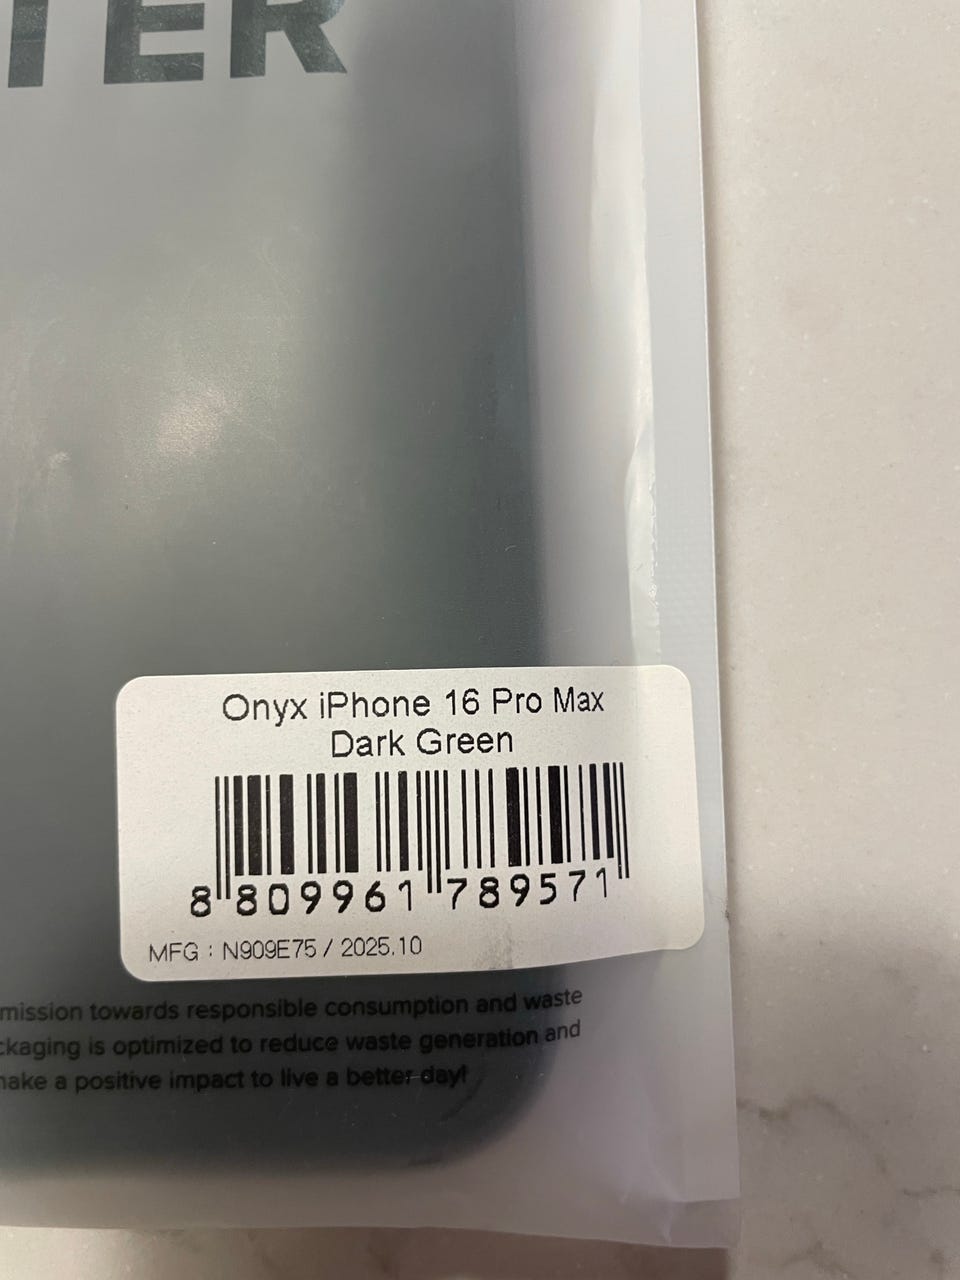 TER
Onyx iPhone 16 Pro Max
Dark Green
8 809961 789571
MFG : N909E75 / 2025.10
mission towards responsible consumption and waste
ckaging is optimized to reduce waste generation and
make a positive impact to live a better day!